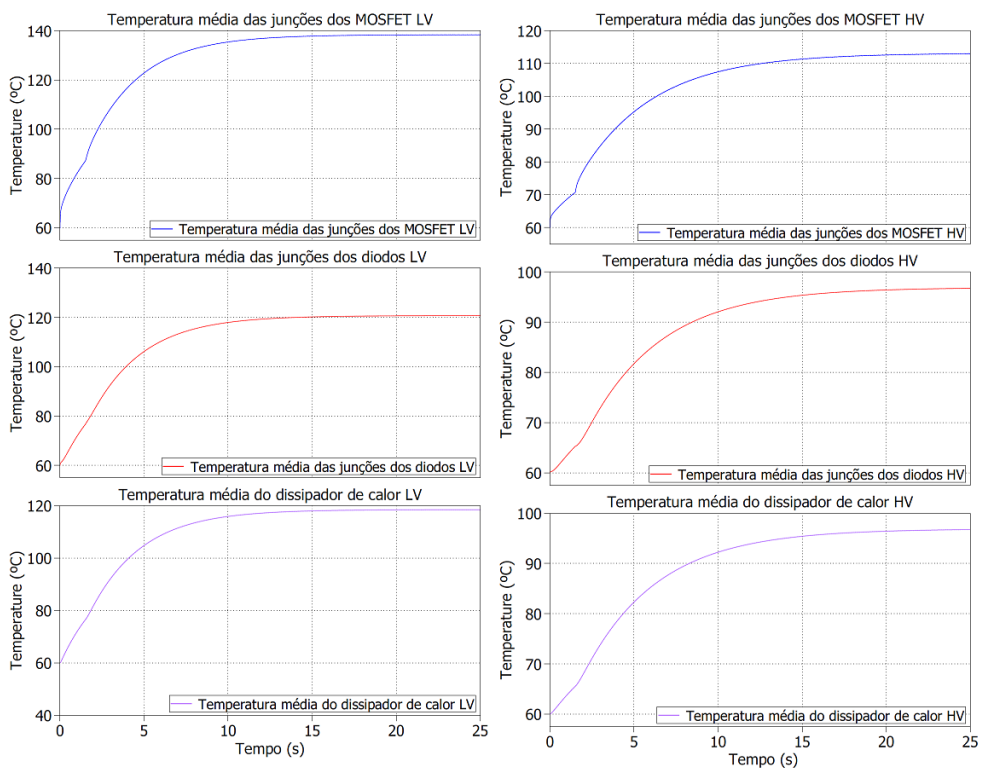 Temperatura média das junções dos MOSFET LV
Temperature (ºC)
140
120
100
80
60
Temperatura média das junções dos MOSFET LV
Temperatura média das junções dos diodos LV
Temperature (ºC)
140
120
100
80
60
Temperatura média das junções dos diodos LV
Temperatura média do dissipador de calor LV
Temperature (ºC)
120
100
80
60
40
Temperatura média do dissipador de calor LV
0 5 10 15 20 25
Tempo (s)
Temperatura média das junções dos MOSFET HV
Temperature (ºC)
120
110
100
90
80
70
60
Temperatura média das junções dos MOSFET HV
Temperatura média das junções dos diodos HV
Temperature (ºC)
100
90
80
70
60
Temperatura média das junções dos diodos HV
Temperatura média do dissipador de calor HV
Temperature (ºC)
100
90
80
70
60
Temperatura média do dissipador de calor HV
0 5 10 15 20 25
Tempo (s)